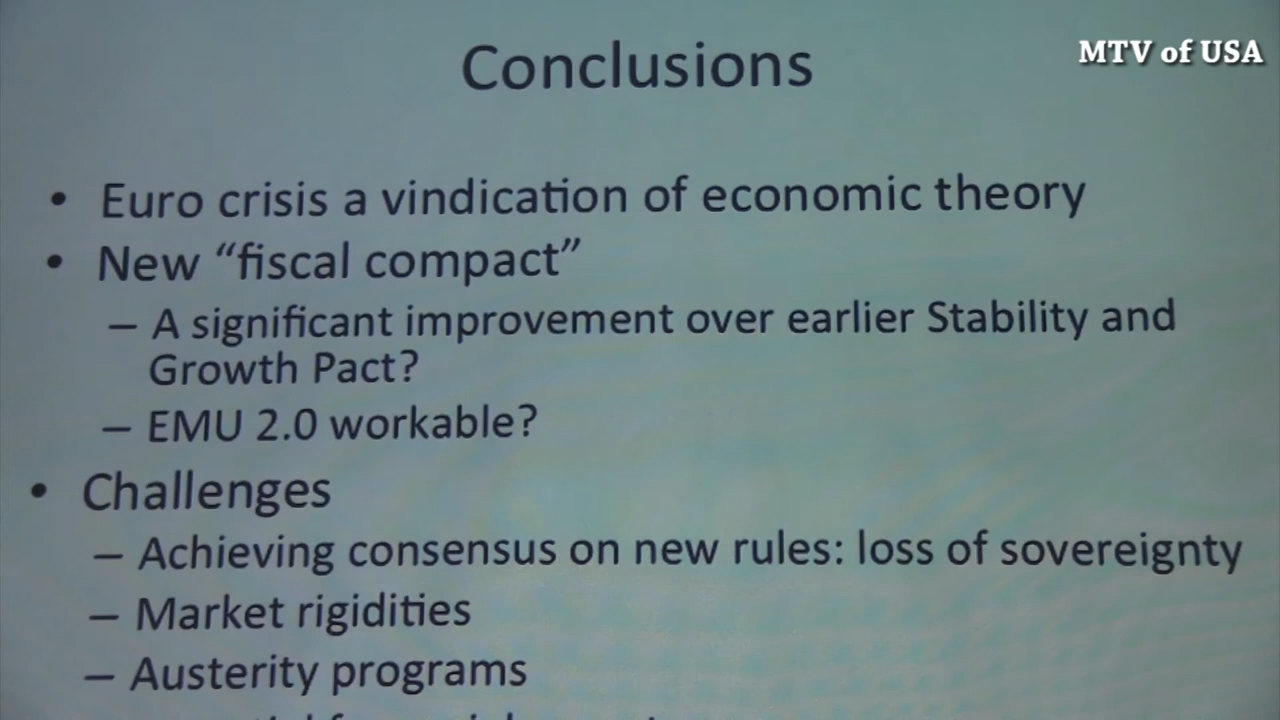 Conclusions
MTV of USA
• Euro crisis a vindication of economic theory
• New “fiscal compact”
– A significant improvement over earlier Stability and
Growth Pact?
– EMU 2.0 workable?
• Challenges
– Achieving consensus on new rules: loss of sovereignty
– Market rigidities
– Austerity programs